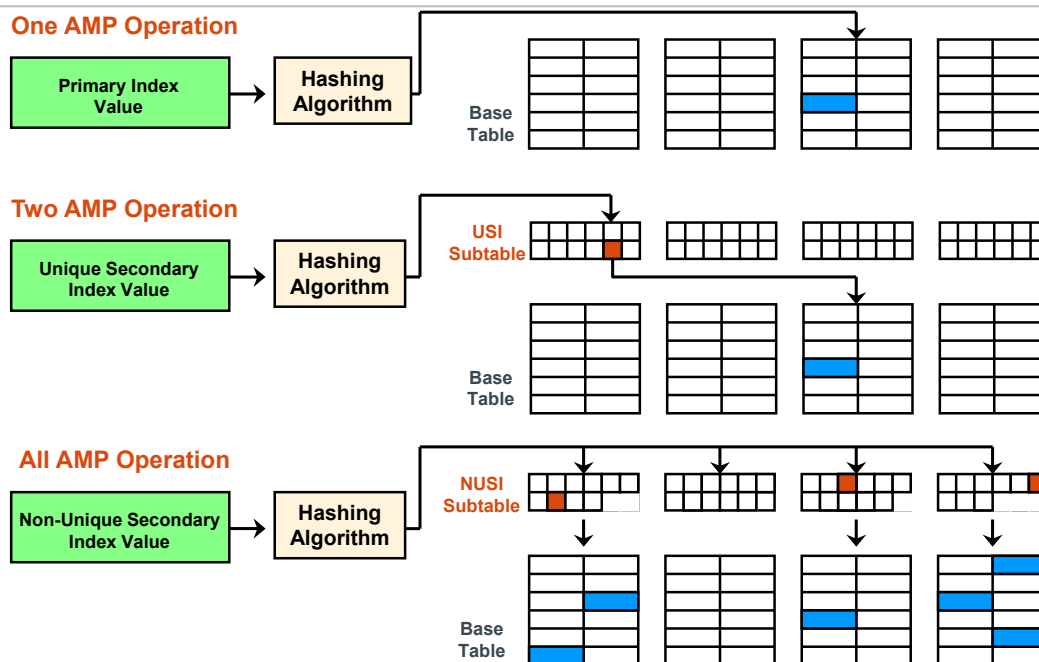 One AMP Operation
Primary Index
Value
Hashing
Algorithm
Base
Table
Two AMP Operation
Unique Secondary
Index Value
Hashing
Algorithm
USI
Subtable
Base
Table
All AMP Operation
Non-Unique Secondary
Index Value
Hashing
Algorithm
NUSI
Subtable
Base
Table